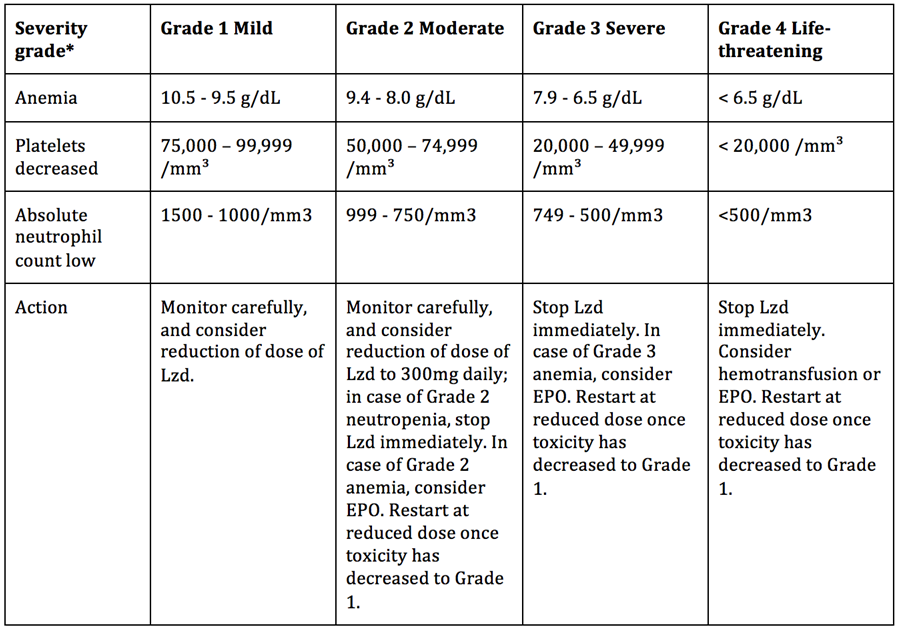 Severity grade*
Grade 1 Mild
Grade 2 Moderate
Grade 3 Severe
Grade 4 Life-
threatening
Anemia
10.5 - 9.5 g/dL
9.4 - 8.0 g/dL
7.9 - 6.5 g/dL
< 6.5 g/dL
Platelets
decreased
75,000 – 99,999
/mm³
50,000 – 74,999
/mm³
20,000 – 49,999
/mm³
< 20,000 /mm³
Absolute
neutrophil
count low
1500 - 1000/mm3
999 - 750/mm3
749 - 500/mm3
<500/mm3
Action
Monitor carefully,
and consider
reduction of dose of
Lzd.
Monitor carefully,
and consider
reduction of dose of
Lzd to 300mg daily;
in case of Grade 2
neutropenia, stop
Lzd immediately. In
case of Grade 2
anemia, consider
EPO. Restart at
reduced dose once
toxicity has
decreased to Grade
1.
Stop Lzd
immediately. In
case of Grade 3
anemia, consider
EPO. Restart at
reduced dose once
toxicity has
decreased to Grade
1.
Stop Lzd
immediately.
Consider
hemotransfusion or
EPO. Restart at
reduced dose once
toxicity has
decreased to Grade
1.